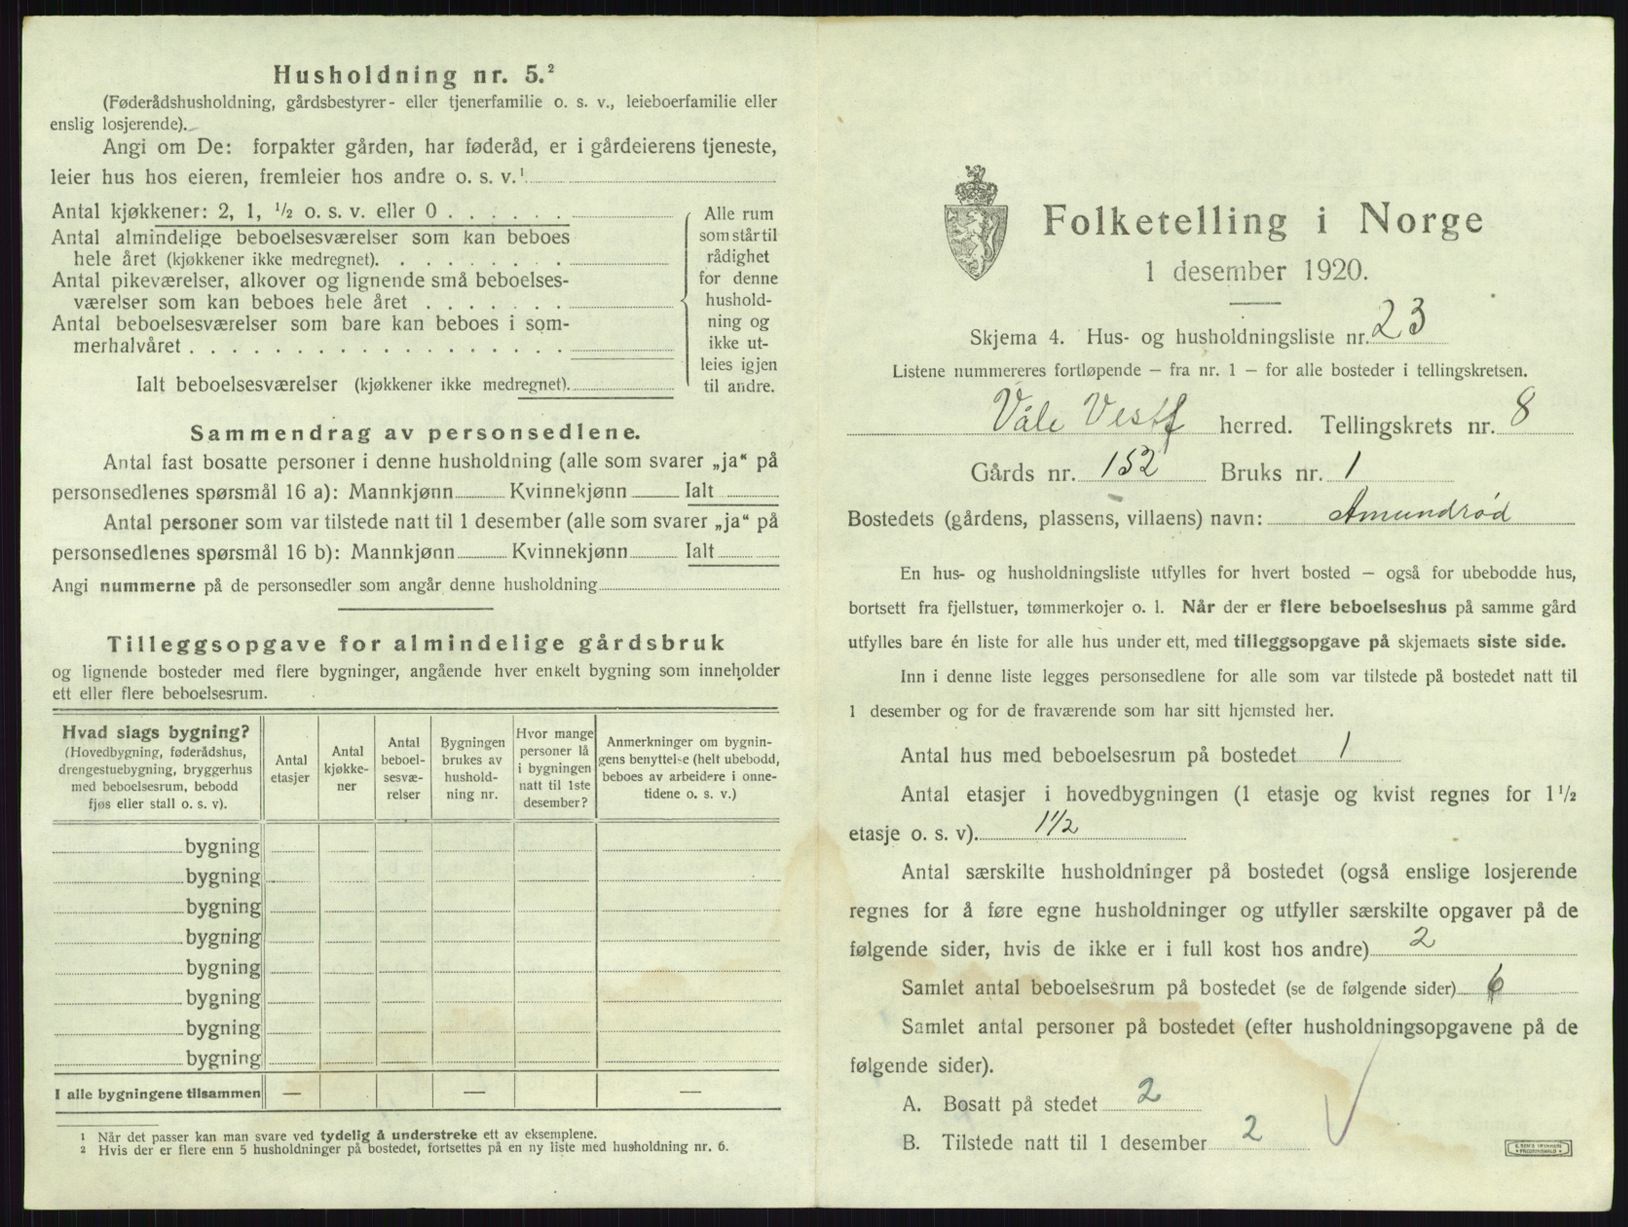 Husholdning nr. 5.²
(Føderådshusholdning, gårdsbestyrer- eller tjenerfamilie o. s. v., leieboerfamilie eller
enslig losjerende).
Angi om De: forpakter gården, har føderåd, er i gårdeierens tjeneste,
leier hus hos eieren, fremleier hos andre o. s. v.¹
Antal kjøkkener: 2, 1, ½ o. s. v. eller 0
Antal almindelige beboelsesværelser som kan beboes
hele året (kjøkkener ikke medregnet).
Antal pikeværelser, alkover og lignende små beboelses-
værelser som kan beboes hele året
Antal beboelsesværelser som bare kan beboes i som-
merhalvåret
Ialt beboelsesværelser (kjøkkener ikke medregnet).
Alle rum
som står til
rådighet
for denne
hushold-
ning og
ikke ut-
leies igjen
til andre.
Sammendrag av personsedlene.
Antal fast bosatte personer i denne husholdning (alle som svarer „ja“ på
personsedlenes spørsmål 16 a): Mannkjønn Kvinnekjønn Ialt
Antal personer som var tilstede natt til 1 desember (alle som svarer „ja“ på
personsedlenes spørsmål 16 b): Mannkjønn Kvinnekjønn Ialt
Angi nummerne på de personsedler som angår denne husholdning
Tilleggsopgave for almindelige gårdsbruk
og lignende bosteder med flere bygninger, angående hver enkelt bygning som inneholder
ett eller flere beboelsesrum.
Hvad slags bygning?
(Hovedbygning, føderådshus,
drengestuebygning, bryggerhus
med beboelsesrum, bebodd
fjøs eller stall o. s. v).
Antal
etasjer
Antal
kjøkke-
ner
Antal
beboel-
sesvæ-
relser
Bygningen
brukes av
hushold-
ning nr.
Hvor mange
personer lå
i bygningen
natt til 1ste
desember?
Anmerkninger om bygnin-
gens benyttelse (helt ubebodd,
beboes av arbeidere i onne-
tidene o. s. v.)
bygning
bygning
bygning
bygning
bygning
bygning
bygning
bygning
I alle bygningene tilsammen — — —
1 Når det passer kan man svare ved tydelig å understreke ett av eksemplene.
2 Hvis der er flere enn 5 husholdninger på bostedet, fortsettes på en ny liste med husholdning nr. 6.
Folketelling i Norge
1 desember 1920.
Skjema 4. Hus- og husholdningsliste nr. 23
Listene nummereres fortløpende — fra nr. 1 — for alle bosteder i tellingskretsen.
Våle Vestf herred. Tellingskrets nr. 8
Gårds nr. 152 Bruks nr. 1
Bostedets (gårdens, plassens, villaens) navn: Amundrød
En hus- og husholdningsliste utfylles for hvert bosted — også for ubebodde hus,
bortsett fra fjellstuer, tømmerkojer o. l. Når der er flere beboelseshus på samme gård
utfylles bare én liste for alle hus under ett, med tilleggsopgave på skjemaets siste side.
Inn i denne liste legges personsedlene for alle som var tilstede på bostedet natt til
1 desember og for de fraværende som har sitt hjemsted her.
Antal hus med beboelsesrum på bostedet 1
Antal etasjer i hovedbygningen (1 etasje og kvist regnes for 1½
etasje o. s. v). 1½
Antal særskilte husholdninger på bostedet (også enslige losjerende
regnes for å føre egne husholdninger og utfyller særskilte opgaver på de
følgende sider, hvis de ikke er i full kost hos andre) 2
Samlet antal beboelsesrum på bostedet (se de følgende sider) 6
Samlet antal personer på bostedet (efter husholdningsopgavene på de
følgende sider).
A. Bosatt på stedet 2
B. Tilstede natt til 1 desember 2